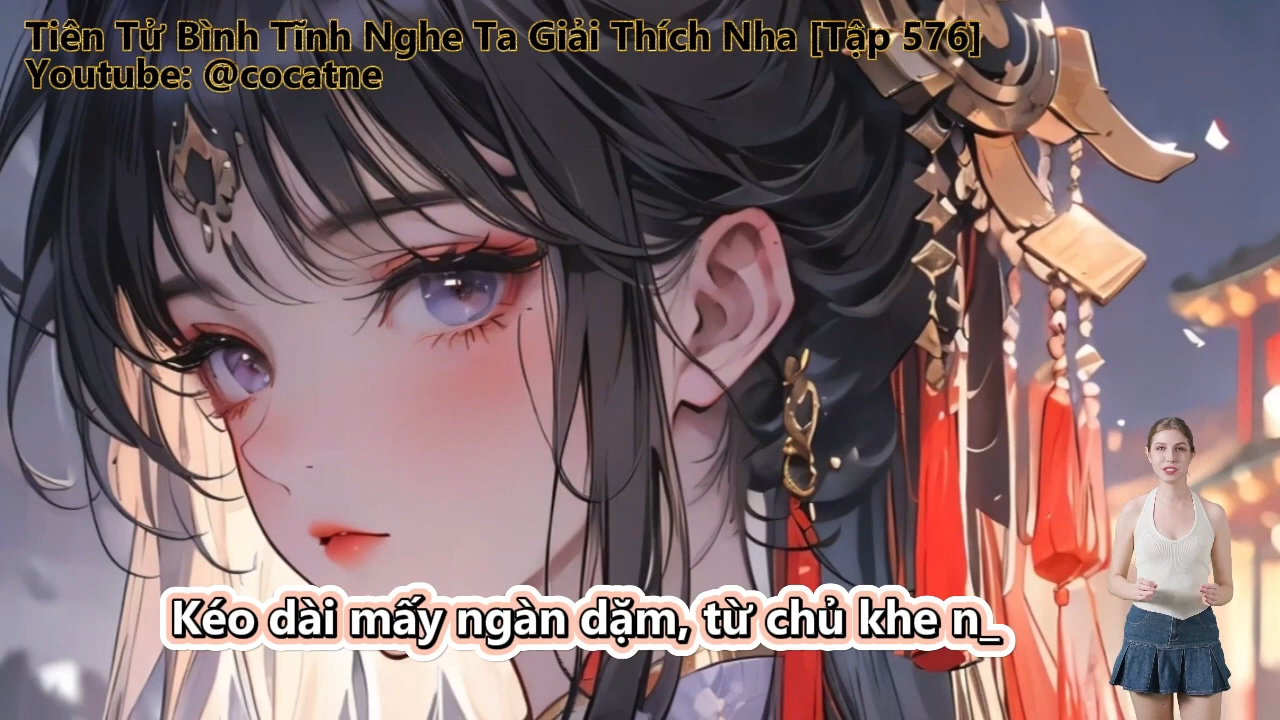 Tiên Tử Bình Tĩnh Nghe Ta Giải Thích Nha [Tập 576]
Youtube: @cocatne
Kéo dài mấy ngàn dặm, từ chủ khe n_